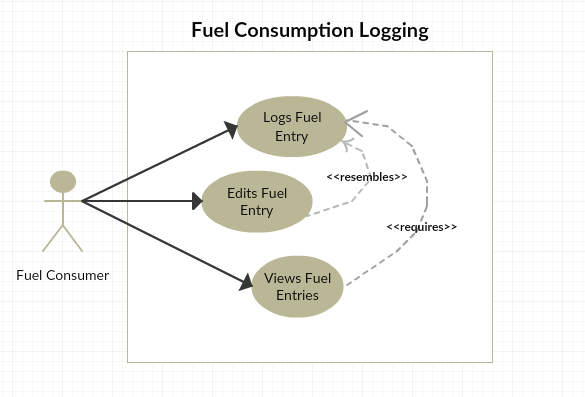 Fuel Consumption Logging
Logs Fuel
Entry
<<resembles>>
Edits Fuel
Entry
<<requires>>
Fuel Consumer
Views Fuel
Entries